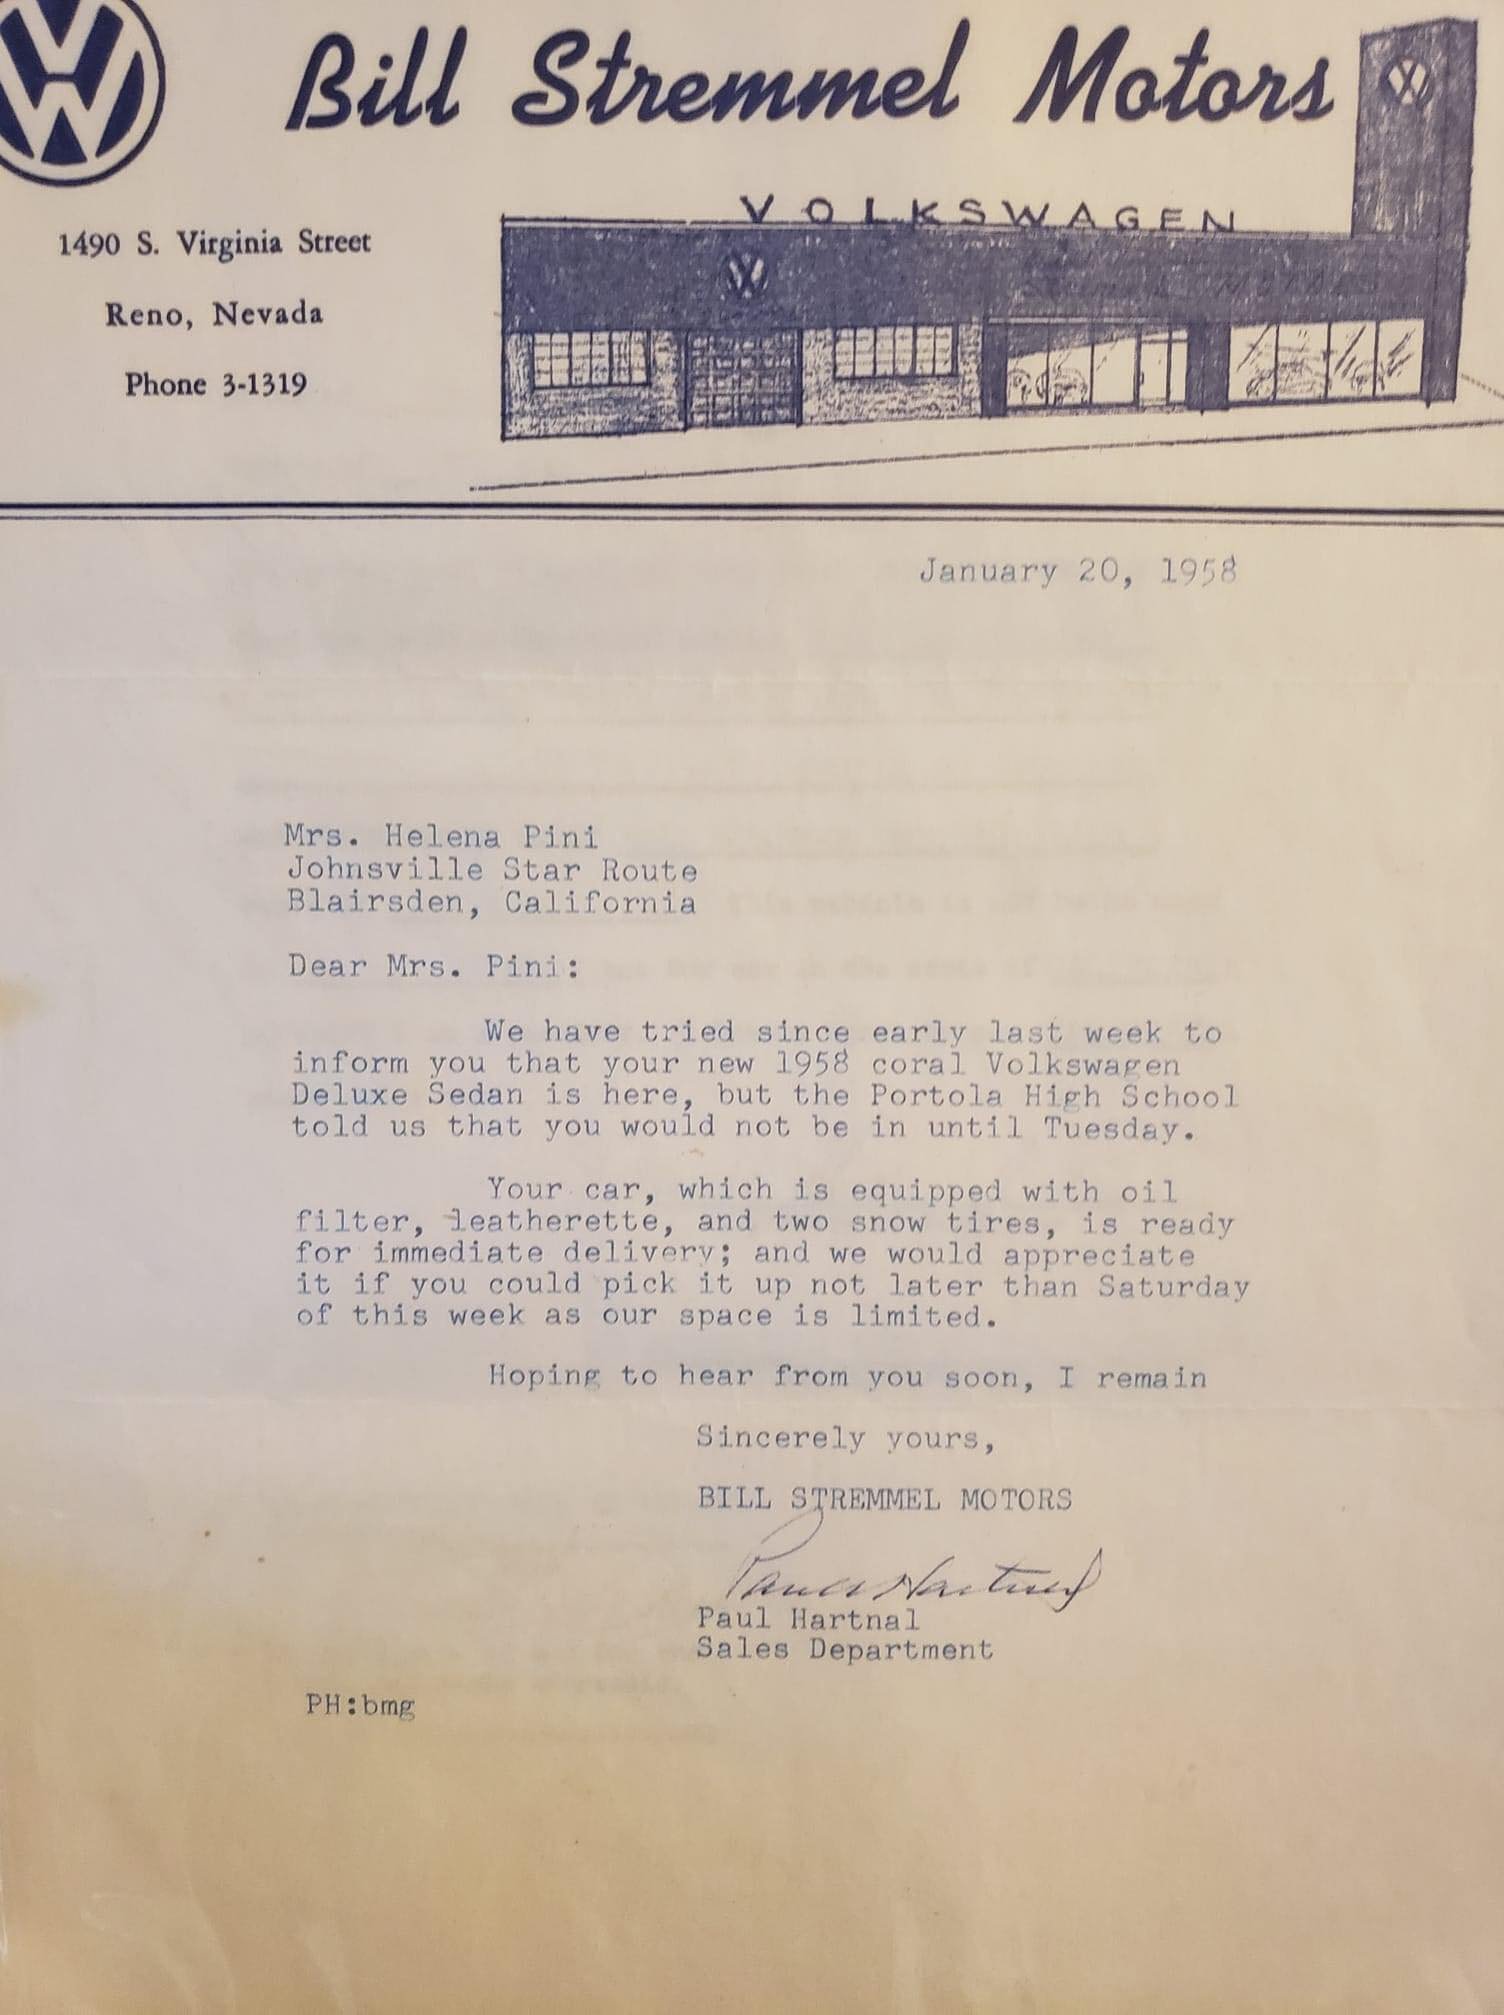 Bill Stremmel Motors
VOLKSWAGEN
1490 S. Virginia Street
Reno, Nevada
Phone 3-1319
January 20, 1958
Mrs. Helena Pini
Johnsville Star Route
Blairsden, California
Dear Mrs. Pini:
We have tried since early last week to
inform you that your new 1958 coral Volkswagen
Deluxe Sedan is here, but the Portola High School
told us that you would not be in until Tuesday.
Your car, which is equipped with oil
filter, leatherette, and two snow tires, is ready
for immediate delivery; and we would appreciate
it if you could pick it up not later than Saturday
of this week as our space is limited.
Hoping to hear from you soon, I remain
Sincerely yours,
BILL STREMMEL MOTORS
Paul Hartnal
Paul Hartnal
Sales Department
PH:bmg